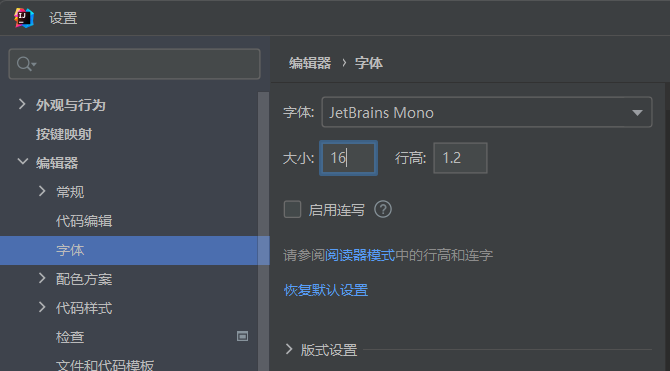 设置
外观与行为
按键映射
编辑器
常规
代码编辑
字体
配色方案
代码样式
检查
文件和代码模板
编辑器 › 字体
字体: JetBrains Mono
大小: 16 行高: 1.2
启用连写 ?
请参阅阅读器模式中的行高和连字
恢复默认设置
版式设置